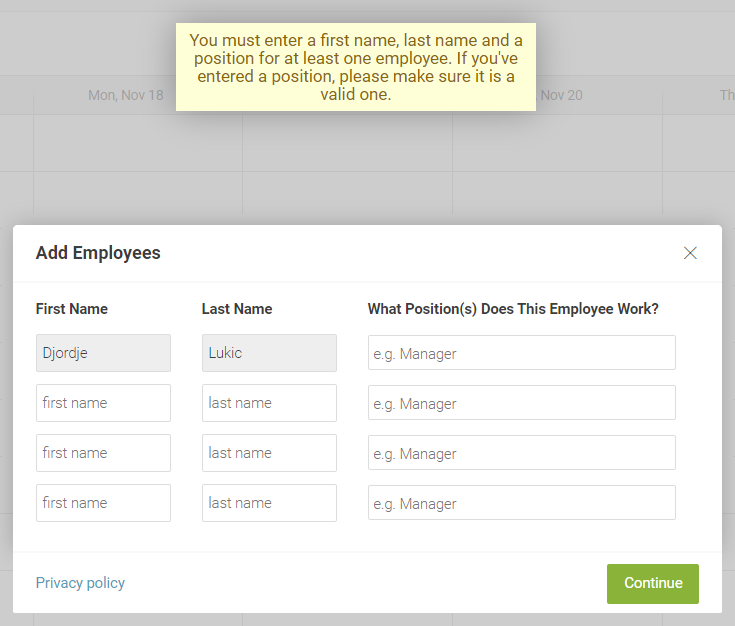 You must enter a first name, last name and a
position for at least one employee. If you've
entered a position, please make sure it is a
valid one.
Mon, Nov 18
Nov 20
Th
Add Employees
First Name
Last Name
What Position(s) Does This Employee Work?
Djordje
Lukic
e.g. Manager
first name
last name
e.g. Manager
first name
last name
e.g. Manager
first name
last name
e.g. Manager
Privacy policy
Continue